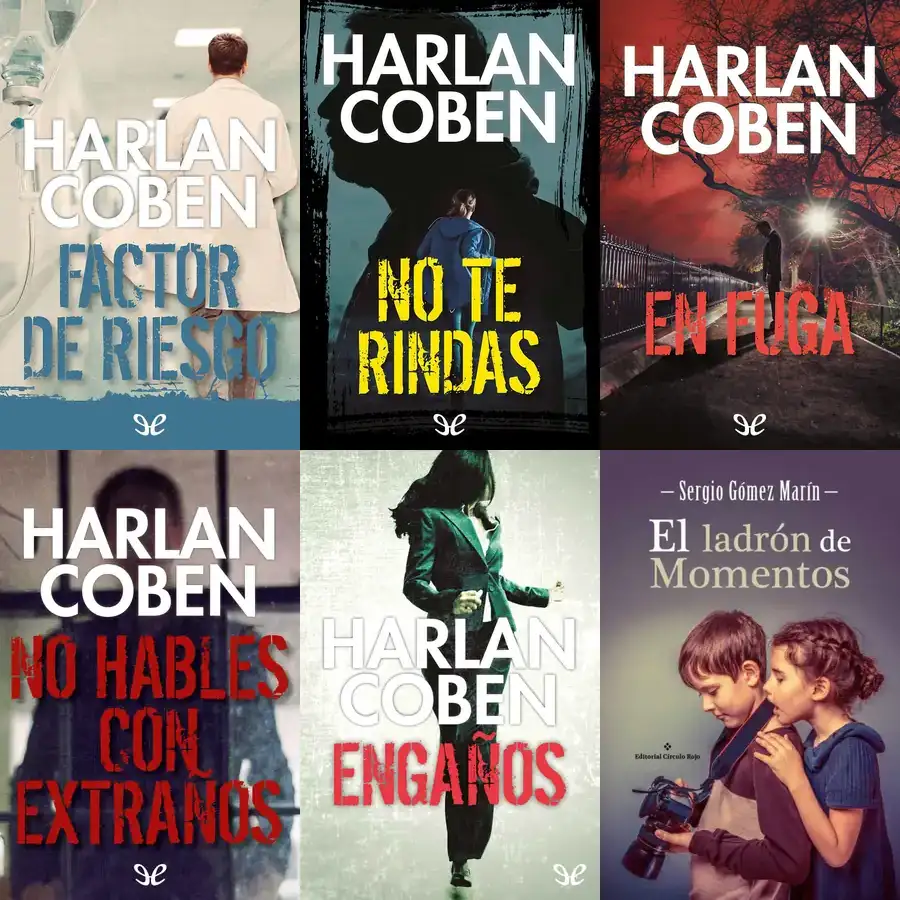 HARLAN
COBEN
FACTOR
DE RIESGO
HARLAN
COBEN
NO TE
RINDAS
HARLAN
COBEN
EN FUGA
HARLAN
COBEN
NO HABLES
CON
EXTRAÑOS
HARLAN
COBEN
ENGAÑOS
– Sergio Gómez Marín –
El ladrón de
Momentos
Editorial Círculo Rojo